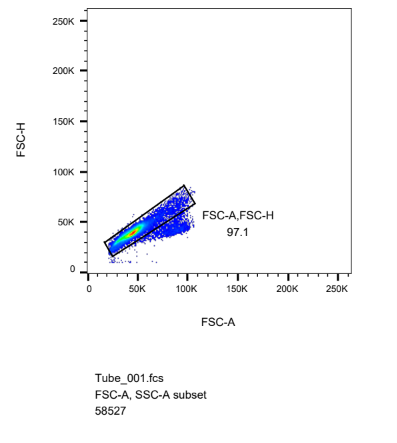 250K
200K
150K
100K
50K
0
FSC-H
FSC-A,FSC-H
97.1
0 50K 100K 150K 200K 250K
FSC-A
Tube_001.fcs
FSC-A, SSC-A subset
58527